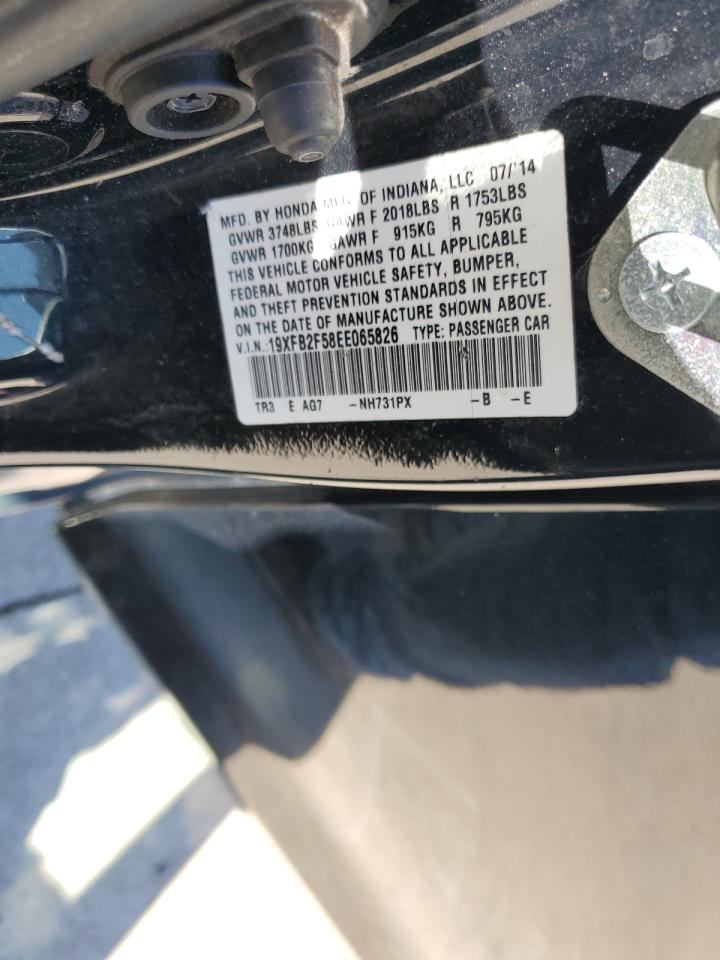 MFD. BY HONDA MFG. OF INDIANA, LLC 07/'14
GVWR 3748LBS GAWR F 2018LBS R 1753LBS
GVWR 1700KG GAWR F 915KG R 795KG
THIS VEHICLE CONFORMS TO ALL APPLICABLE
FEDERAL MOTOR VEHICLE SAFETY, BUMPER,
AND THEFT PREVENTION STANDARDS IN EFFECT
ON THE DATE OF MANUFACTURE SHOWN ABOVE.
V.I.N.:19XFB2F58EE065826 TYPE: PASSENGER CAR
TR3 E AG7 -NH731PX -B -E